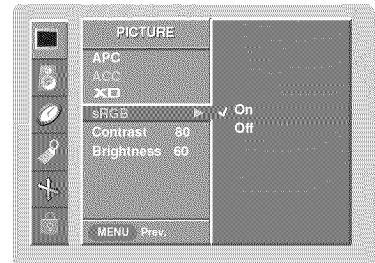 PICTURE
APC
ACC
XD
sRGB
On
Off
Contrast 80
Brightness 60
MENU Prev.